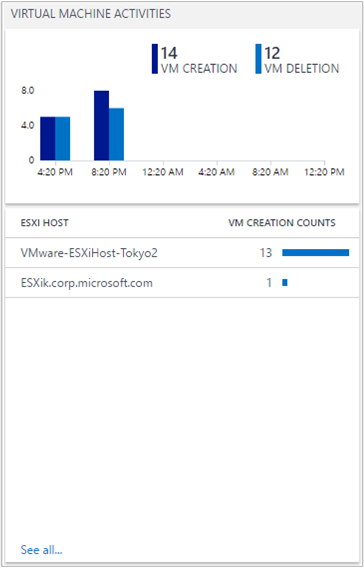 VIRTUAL MACHINE ACTIVITIES
14 12
VM CREATION VM DELETION
8.0
4.0
0
4:20 PM 8:20 PM 12:20 AM 4:20 AM 8:20 AM 12:20 PM
ESXI HOST VM CREATION COUNTS
VMware-ESXiHost-Tokyo2 13
ESXik.corp.microsoft.com 1
See all...